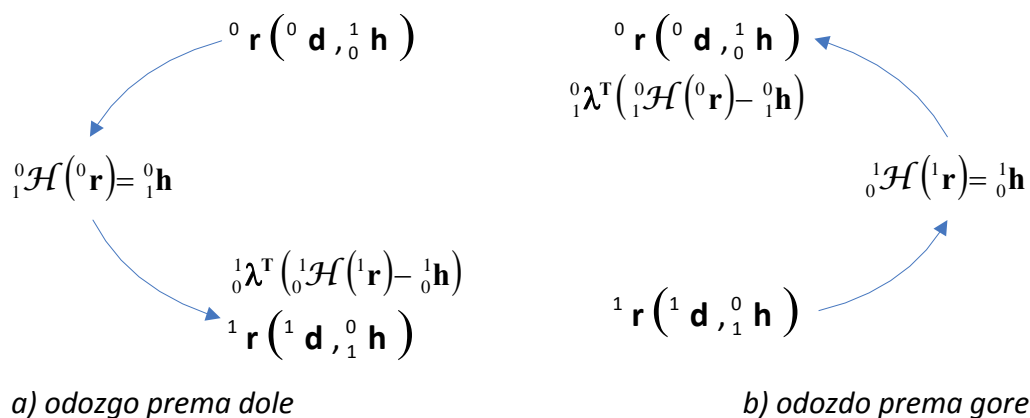 ⁰r(⁰d, ¹₀h)
⁰₁ℋ(⁰r)= ⁰₁h
¹₀λᵀ(¹₀ℋ(¹r)− ¹₀h)
¹r(¹d, ⁰₁h)
a) odozgo prema dole
⁰r(⁰d, ¹₀h)
⁰₁λᵀ(⁰₁ℋ(⁰r)− ⁰₁h)
¹₀ℋ(¹r)= ¹₀h
¹r(¹d, ⁰₁h)
b) odozdo prema gore